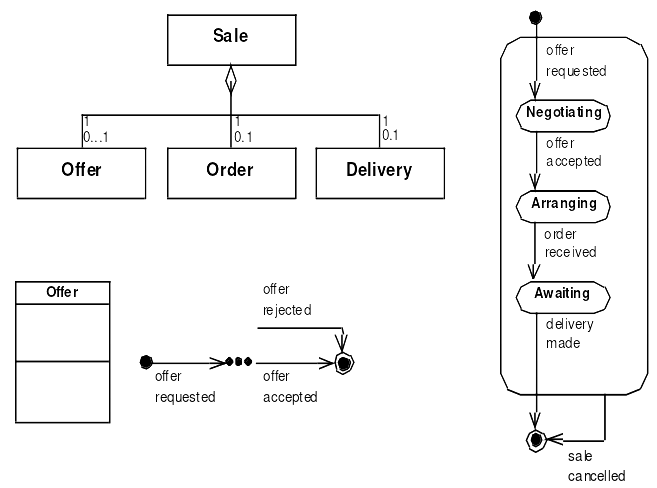 Sale
1
0...1
1
0.1
1
0.1
Offer
Order
Delivery
offer
requested
Negotiating
offer
accepted
Arranging
order
received
Awaiting
delivery
made
sale
cancelled
Offer
offer
rejected
offer
requested
offer
accepted